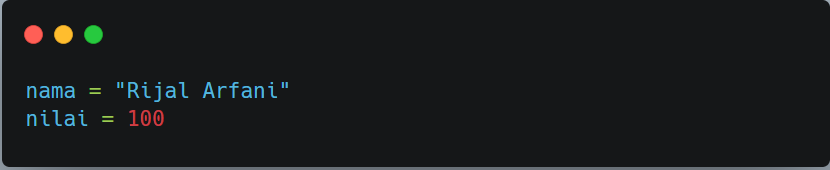 nama = "Rijal Arfani"
nilai = 100